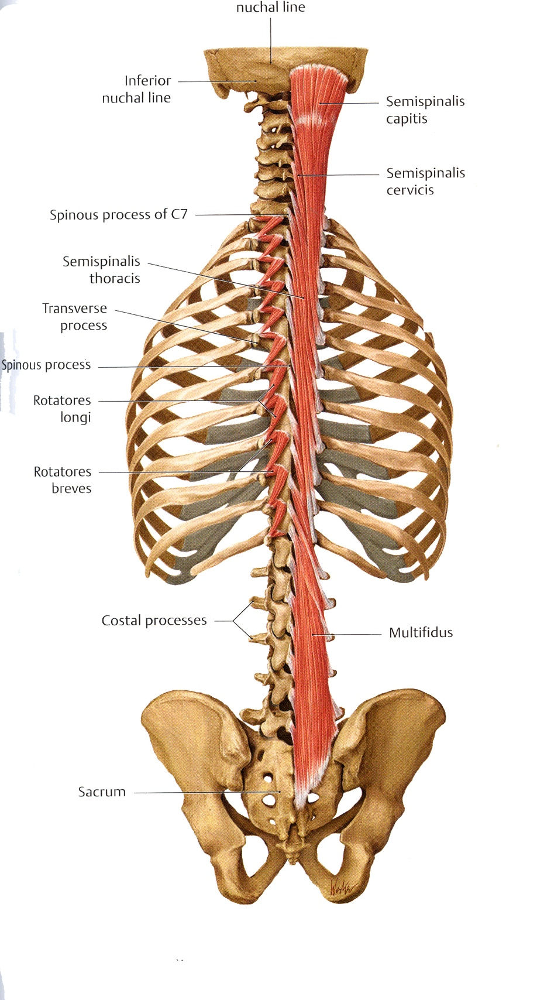 nuchal line
Inferior
nuchal line
Semispinalis
capitis
Semispinalis
cervicis
Spinous process of C7
Semispinalis
thoracis
Transverse
process
Spinous process
Rotatores
longi
Rotatores
breves
Costal processes
Multifidus
Sacrum